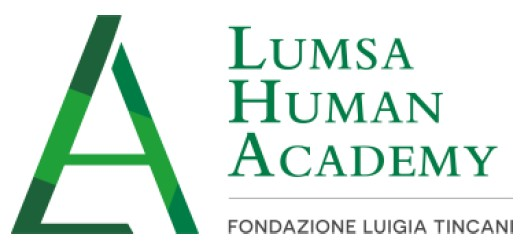 LUMSA
HUMAN
ACADEMY
FONDAZIONE LUIGIA TINCANI